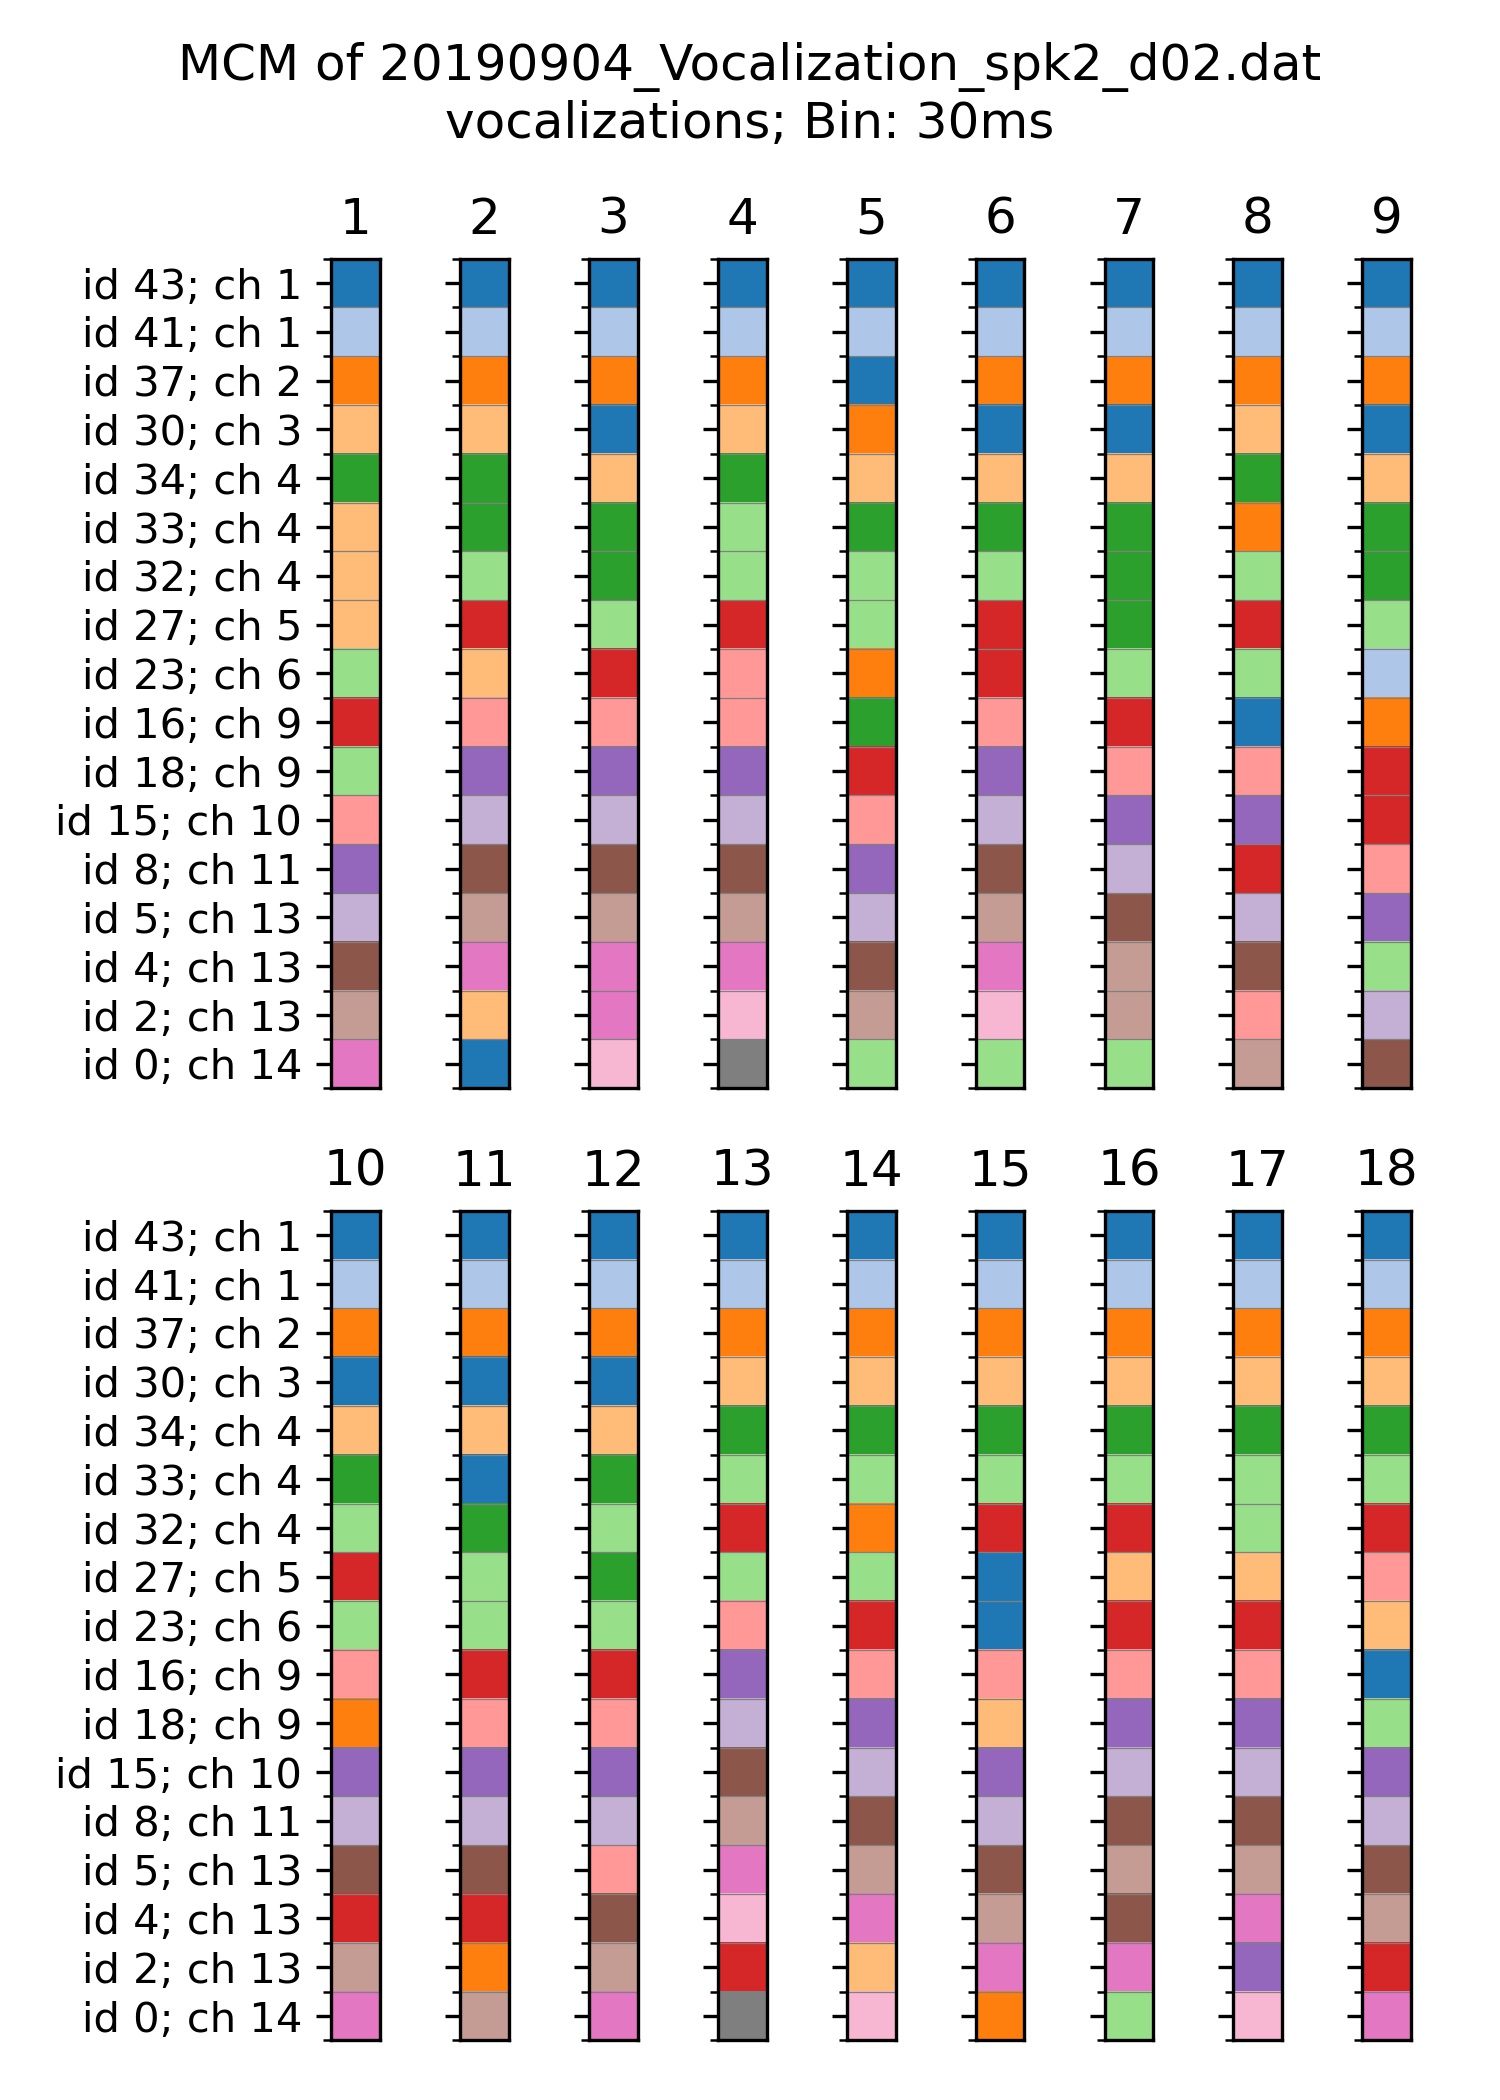 MCM of 20190904_Vocalization_spk2_d02.dat
vocalizations; Bin: 30ms
1 2 3 4 5 6 7 8 9
id 43; ch 1
id 41; ch 1
id 37; ch 2
id 30; ch 3
id 34; ch 4
id 33; ch 4
id 32; ch 4
id 27; ch 5
id 23; ch 6
id 16; ch 9
id 18; ch 9
id 15; ch 10
id 8; ch 11
id 5; ch 13
id 4; ch 13
id 2; ch 13
id 0; ch 14
10 11 12 13 14 15 16 17 18
id 43; ch 1
id 41; ch 1
id 37; ch 2
id 30; ch 3
id 34; ch 4
id 33; ch 4
id 32; ch 4
id 27; ch 5
id 23; ch 6
id 16; ch 9
id 18; ch 9
id 15; ch 10
id 8; ch 11
id 5; ch 13
id 4; ch 13
id 2; ch 13
id 0; ch 14